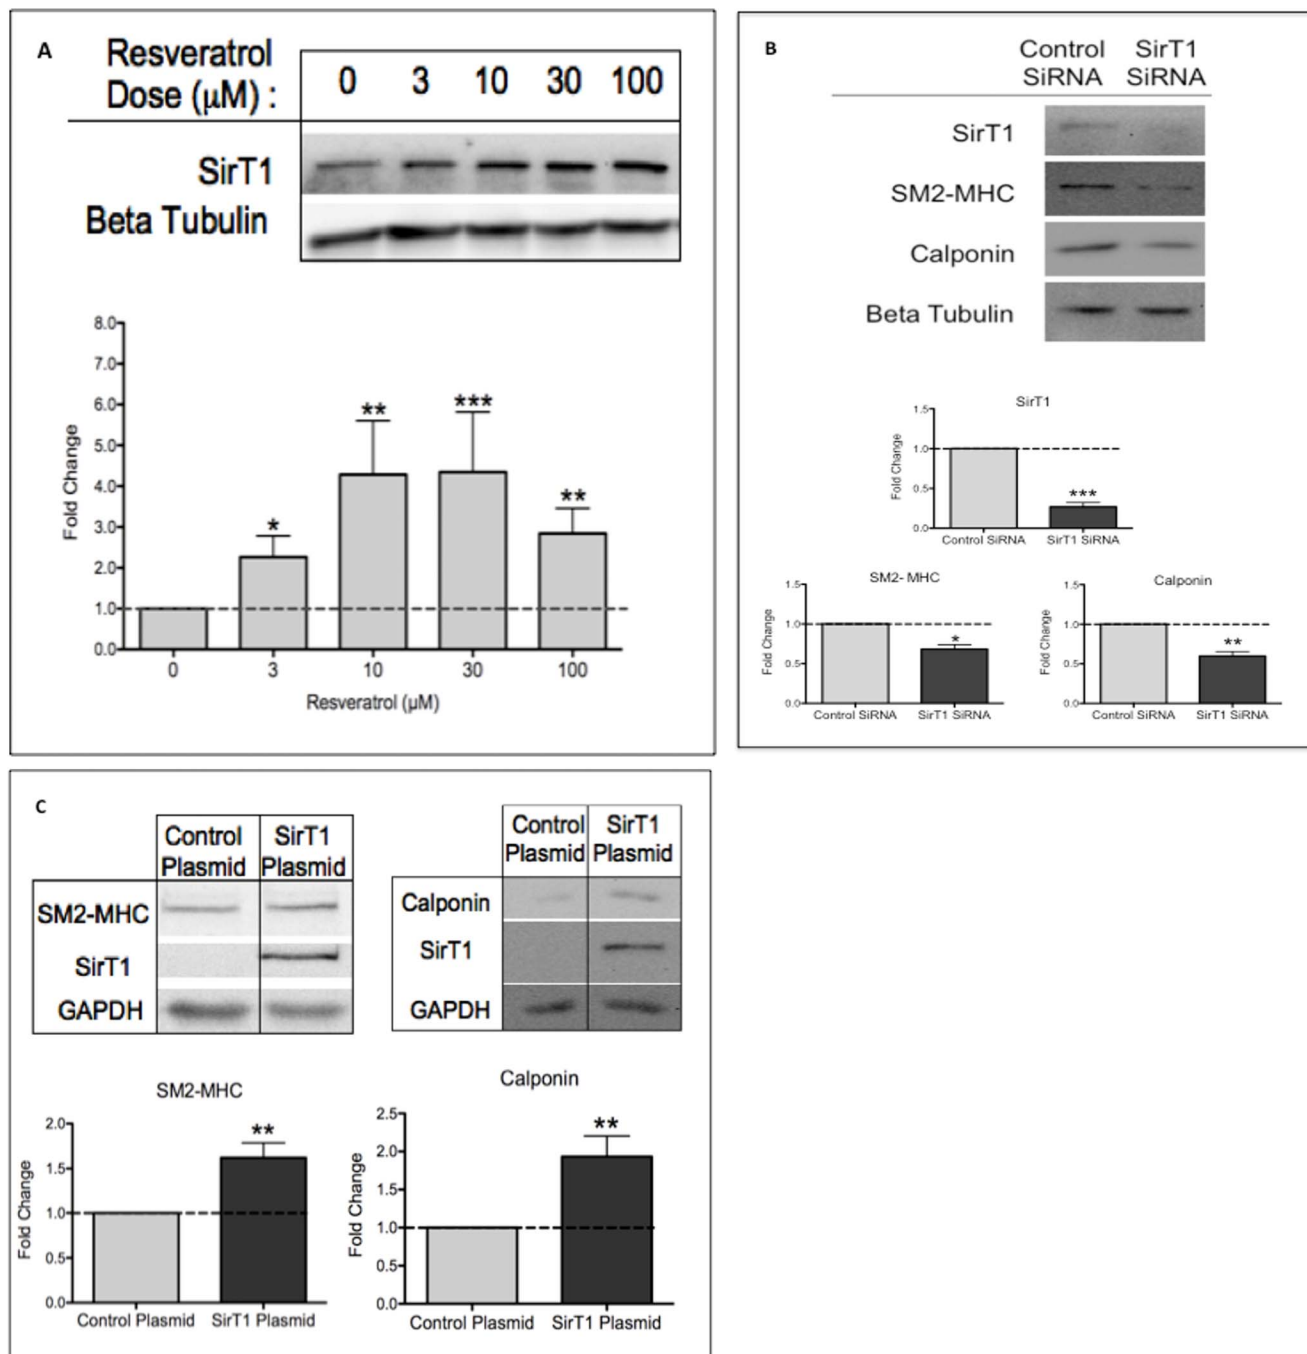 A
Resveratrol
Dose (µM) :
0 3 10 30 100
SirT1
Beta Tubulin
8.0
7.0
6.0
5.0
4.0
3.0
2.0
1.0
0.0
Fold Change
*
**
***
**
0 3 10 30 100
Resveratrol (µM)
B
Control SirT1
SiRNA SiRNA
SirT1
SM2-MHC
Calponin
Beta Tubulin
SirT1
1.5
1.0
0.5
0.0
Fold Change
***
Control SiRNA SirT1 SiRNA
SM2- MHC
1.5
1.0
0.5
0.0
Fold Change
*
Control SiRNA SirT1 SiRNA
Calponin
1.5
1.0
0.5
0.0
Fold Change
**
Control SiRNA SirT1 SiRNA
C
Control SirT1
Plasmid Plasmid
SM2-MHC
SirT1
GAPDH
Control SirT1
Plasmid Plasmid
Calponin
SirT1
GAPDH
SM2-MHC
2.0
1.5
1.0
0.5
0.0
Fold Change
**
Control Plasmid SirT1 Plasmid
Calponin
2.5
2.0
1.5
1.0
0.5
0.0
Fold Change
**
Control Plasmid SirT1 Plasmid